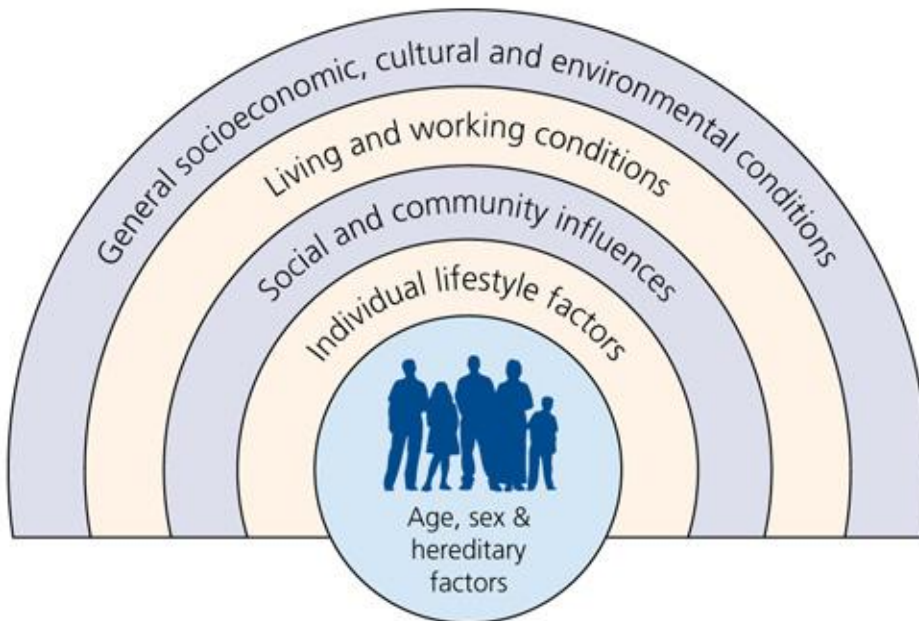 General socioeconomic, cultural and environmental conditions
Living and working conditions
Social and community influences
Individual lifestyle factors
Age, sex &
hereditary
factors